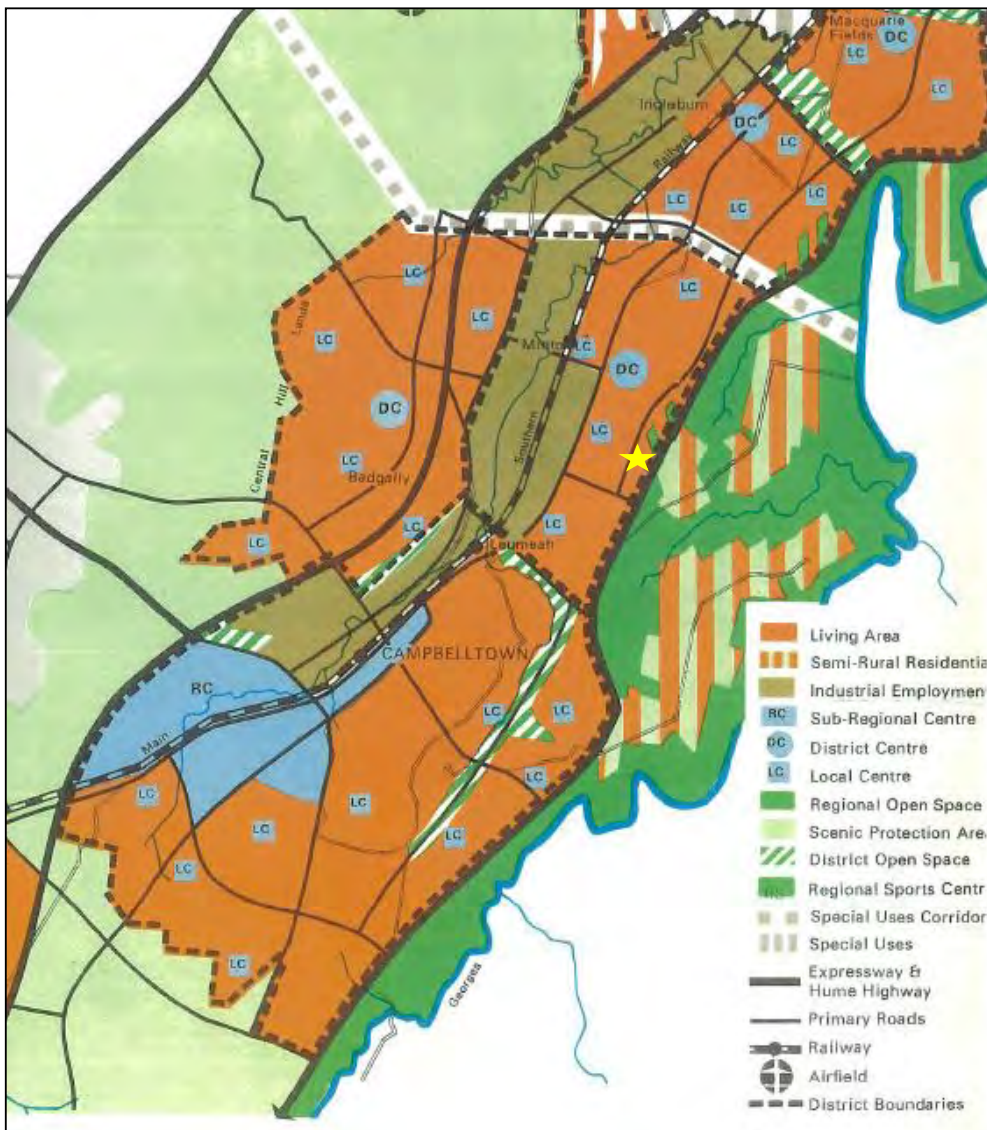 Macquarie
Fields
DC
LC
LC
Ingleburn
DC
LC
Railway
LC
LC
LC
LC
LC
LC
Central Hill Lands
LC
Minto
LC
DC
DC
LC
Southern
LC
Badgally
LC
LC
LC
Leumeah
CAMPBELLTOWN
RC
LC
LC
Main
LC
LC
LC
LC
LC
LC
LC
Georges
Living Area
Semi-Rural Residentia
Industrial Employmen
RC Sub-Regional Centre
DC District Centre
LC Local Centre
Regional Open Space
Scenic Protection Area
District Open Space
Regional Sports Centr
Special Uses Corridor
Special Uses
Expressway &
Hume Highway
Primary Roads
Railway
Airfield
District Boundaries